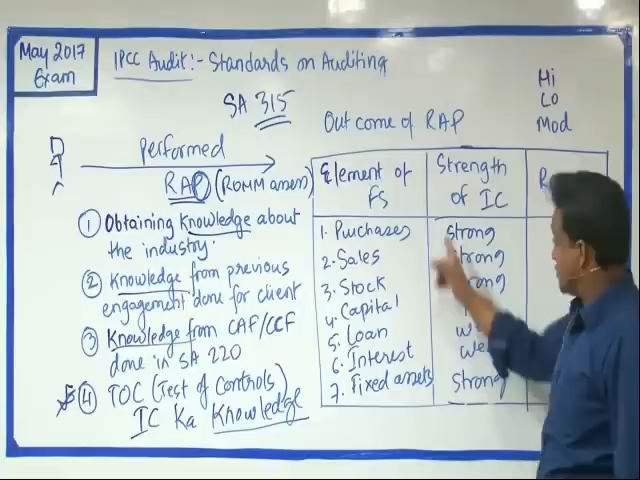 May 2017
Exam
IPCC Audit:- Standards on Auditing
Hi
Lo
Mod
SA 315
Outcome of RAP
Performed
RAP (ROMM assess)
① Obtaining Knowledge about
the industry.
② Knowledge from previous
engagement done for client
③ Knowledge from CAF/CCF
done in SA 220
④ TOC (Test of Controls)
IC Ka Knowledge
Element of
FS
Strength
of IC
1. Purchases strong
2. Sales
3. Stock
4. Capital
5. Loan
6. Interest
7. Fixed assets strong